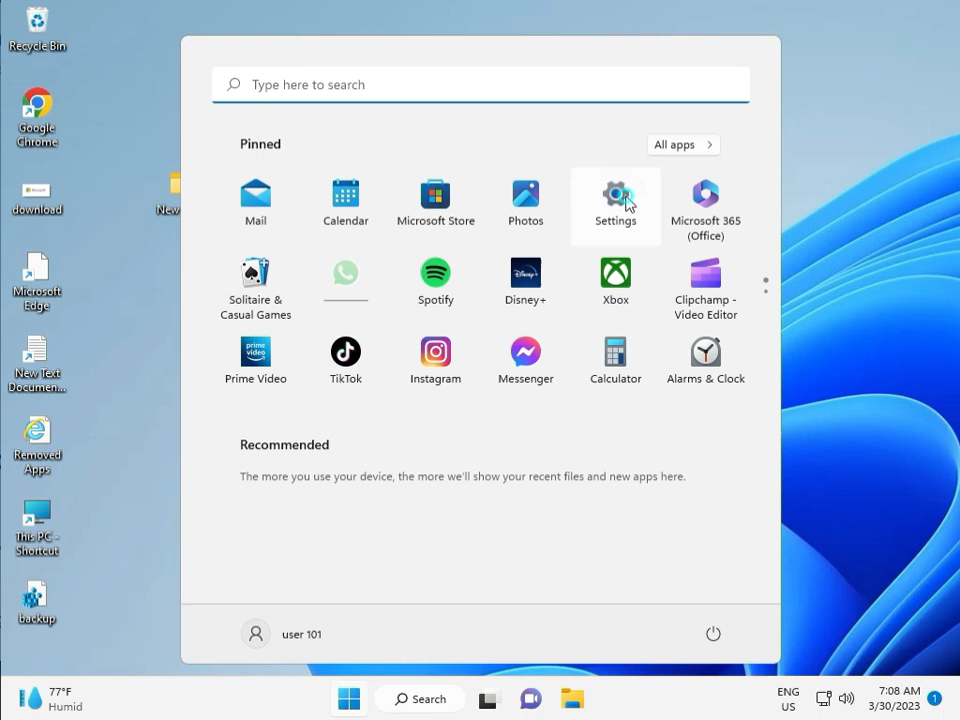 Recycle Bin
Google
Chrome
download
New
Microsoft
Edge
New Text
Documen...
Removed
Apps
This PC -
Shortcut
backup
Type here to search
Pinned
All apps
Mail
Calendar
Microsoft Store
Photos
Settings
Microsoft 365
(Office)
Solitaire &
Casual Games
Spotify
Disney+
Xbox
Clipchamp -
Video Editor
prime
video
Prime Video
TikTok
Instagram
Messenger
Calculator
Alarms & Clock
Recommended
The more you use your device, the more we'll show your recent files and new apps here.
user 101
77°F
Humid
Search
ENG
US
7:08 AM
3/30/2023
1